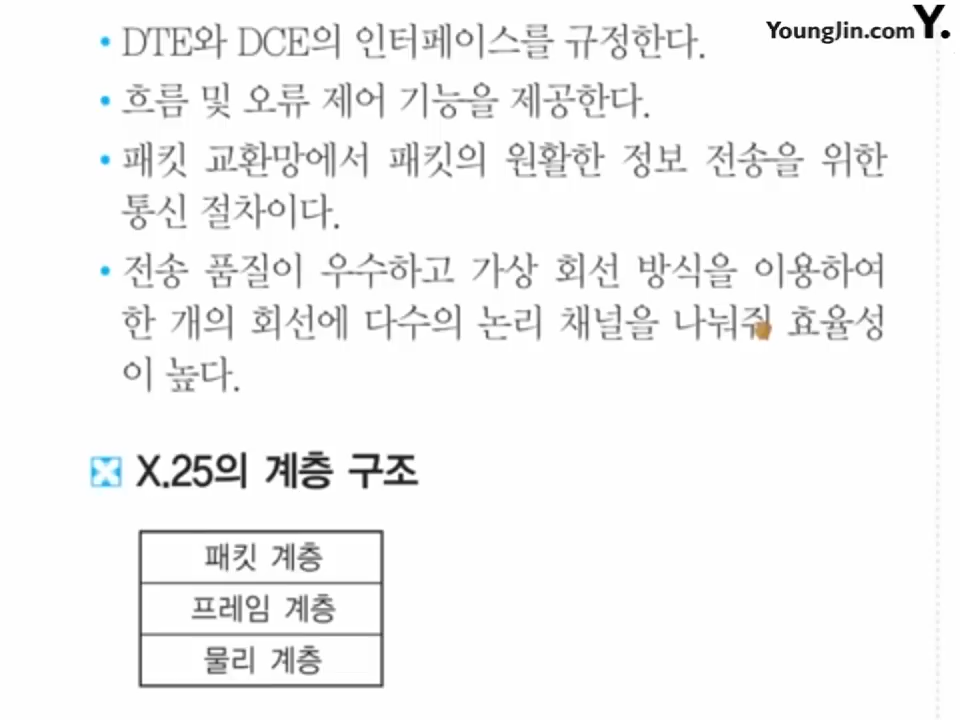 YoungJin.com Y.
• DTE와 DCE의 인터페이스를 규정한다.
• 흐름 및 오류 제어 기능을 제공한다.
• 패킷 교환망에서 패킷의 원활한 정보 전송을 위한
통신 절차이다.
• 전송 품질이 우수하고 가상 회선 방식을 이용하여
한 개의 회선에 다수의 논리 채널을 나눠줘 효율성
이 높다.
X.25의 계층 구조
패킷 계층
프레임 계층
물리 계층